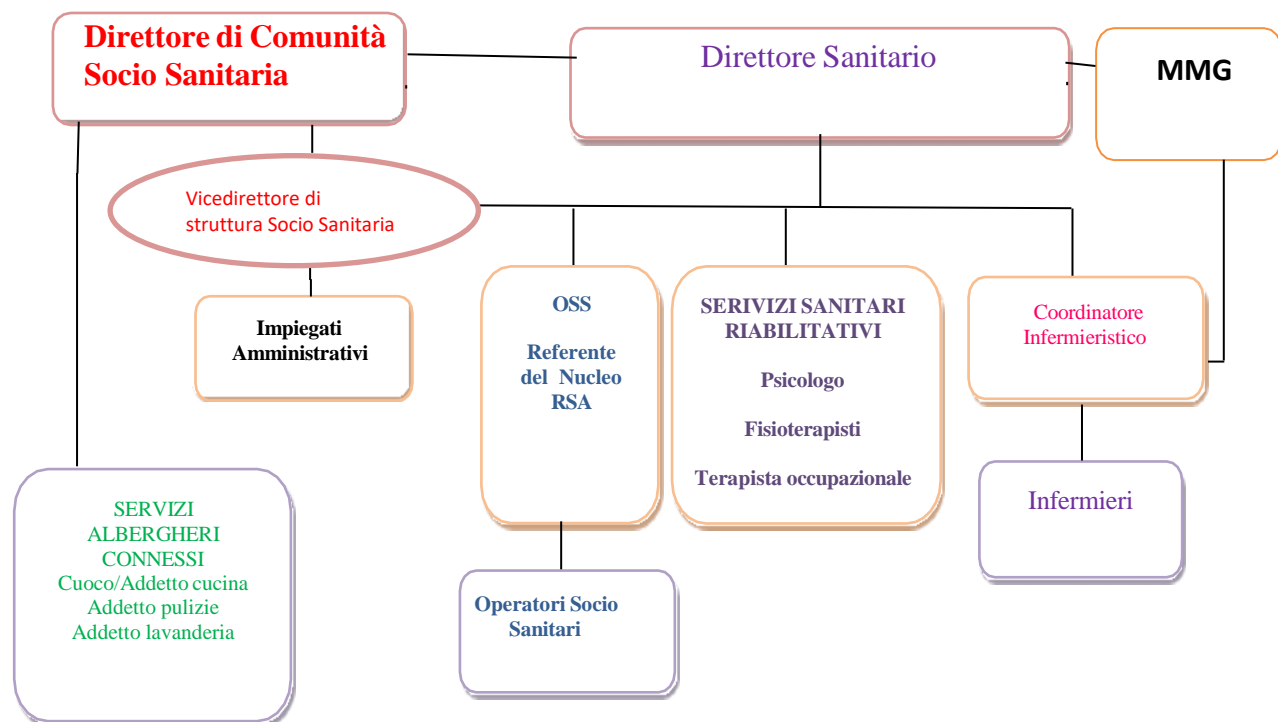 Direttore di Comunità
Socio Sanitaria
Direttore Sanitario
MMG
Vicedirettore di
struttura Socio Sanitaria
Impiegati
Amministrativi
OSS
Referente
del Nucleo
RSA
SERIVIZI SANITARI
RIABILITATIVI
Psicologo
Fisioterapisti
Terapista occupazionale
Coordinatore
Infermieristico
SERVIZI
ALBERGHERI
CONNESSI
Cuoco/Addetto cucina
Addetto pulizie
Addetto lavanderia
Operatori Socio
Sanitari
Infermieri